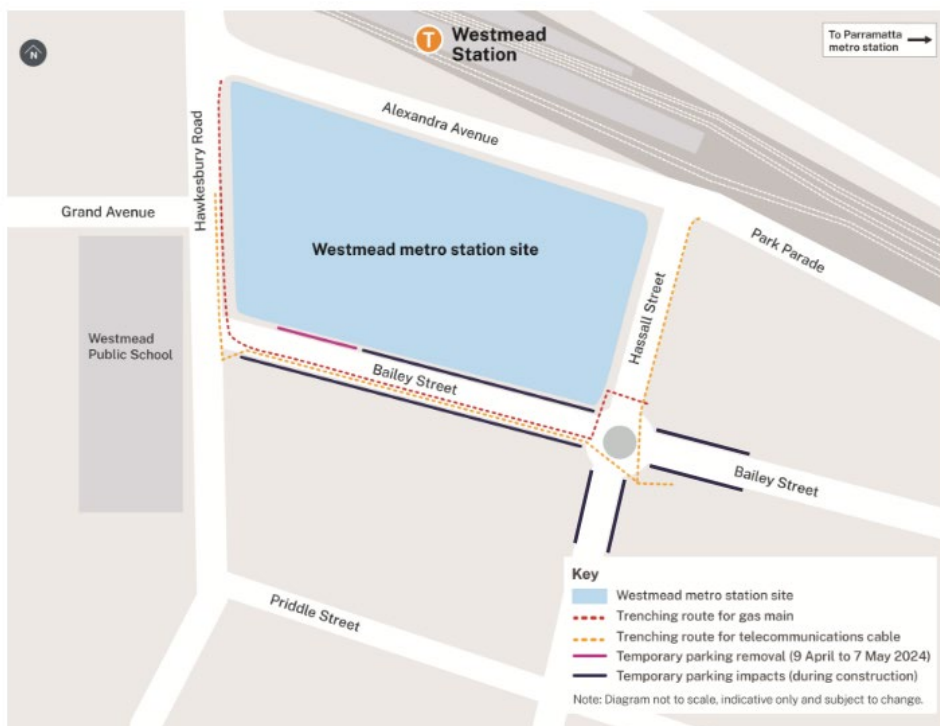 N
T
Westmead
Station
To Parramatta
metro station
Alexandra Avenue
Hawkesbury Road
Grand Avenue
Westmead metro station site
Park Parade
Hassall Street
Westmead
Public School
Bailey Street
Bailey Street
Priddle Street
Key
Westmead metro station site
Trenching route for gas main
Trenching route for telecommunications cable
Temporary parking removal (9 April to 7 May 2024)
Temporary parking impacts (during construction)
Note: Diagram not to scale, indicative only and subject to change.